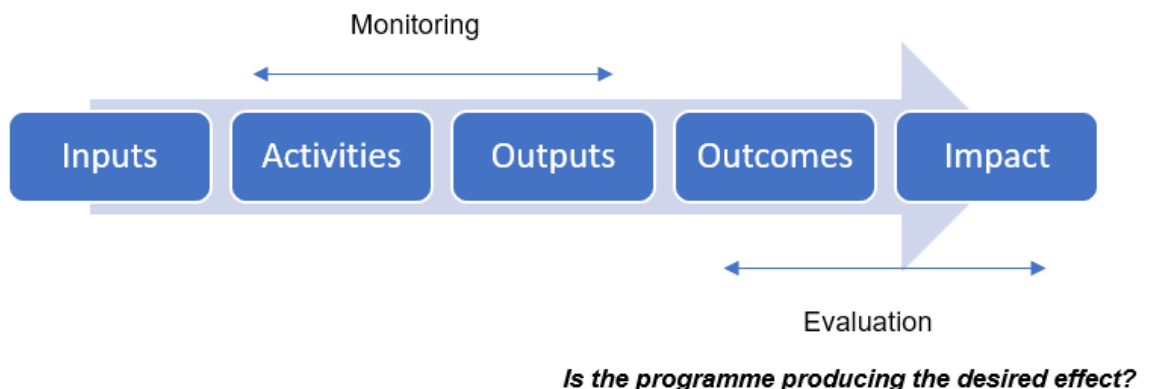 Monitoring
Inputs
Activities
Outputs
Outcomes
Impact
Evaluation
Is the programme producing the desired effect?